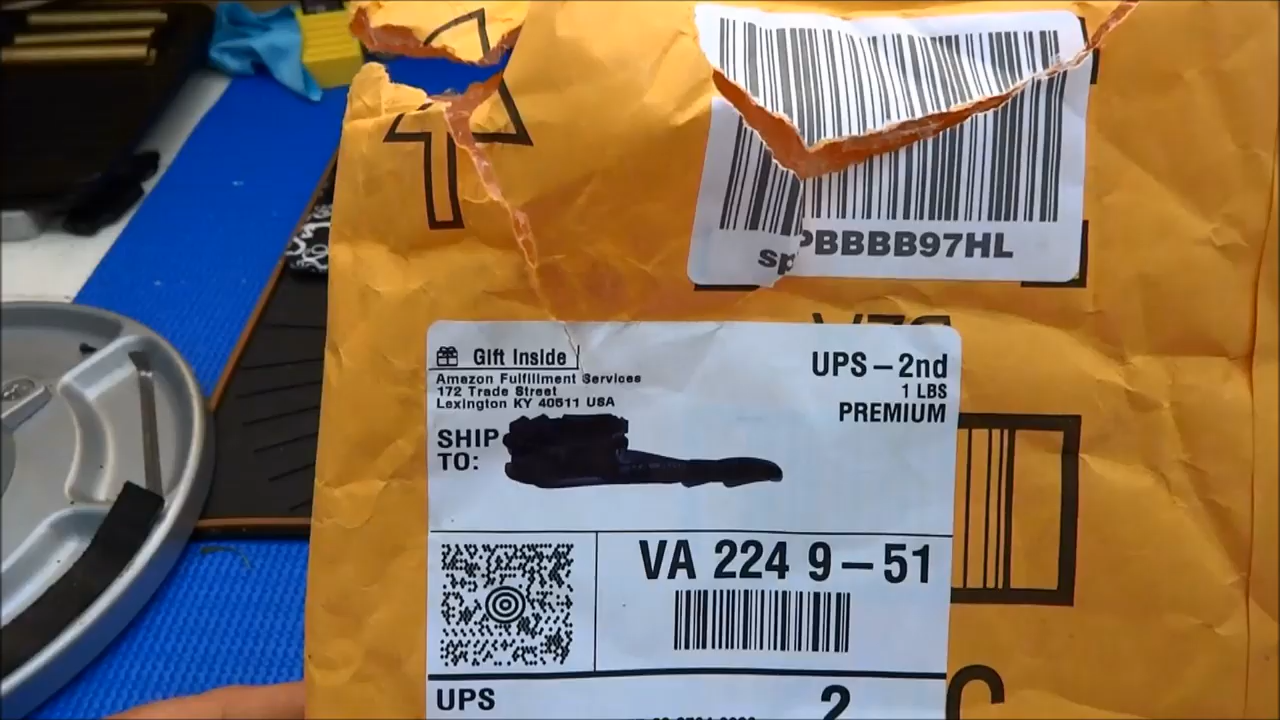 spPBBBB97HL
Gift Inside
Amazon Fulfillment Services
172 Trade Street
Lexington KY 40511 USA
SHIP
TO:
UPS-2nd
1 LBS
PREMIUM
VA 224 9-51
UPS
2
C